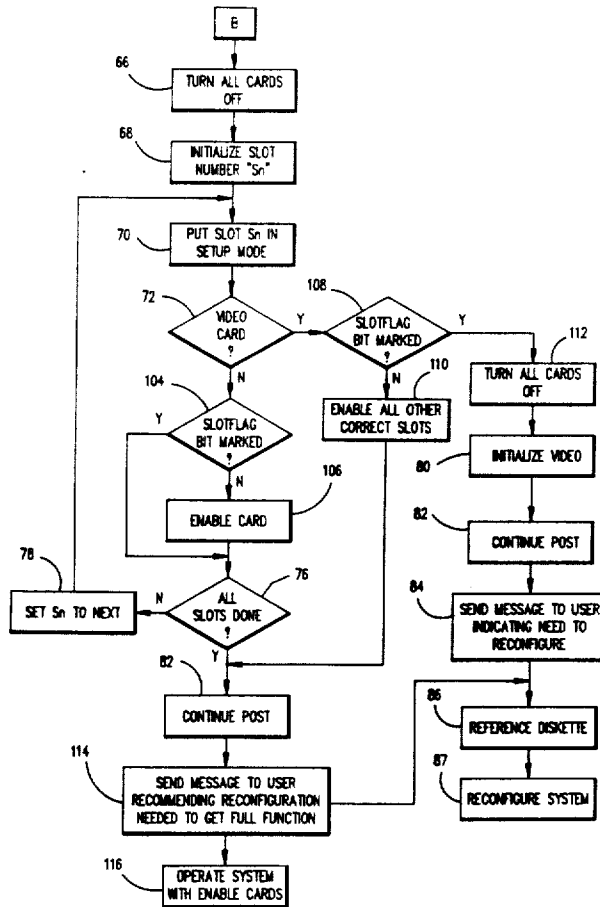 B
66
TURN ALL CARDS
OFF
68
INITIALIZE SLOT
NUMBER "Sn"
70
PUT SLOT Sn IN
SETUP MODE
72
VIDEO
CARD
?
Y
N
108
SLOTFLAG
BIT MARKED
?
Y
N
112
TURN ALL CARDS
OFF
104
SLOTFLAG
BIT MARKED
?
Y
N
110
ENABLE ALL OTHER
CORRECT SLOTS
80
INITIALIZE VIDEO
106
ENABLE CARD
82
CONTINUE POST
78
SET Sn TO NEXT
76
ALL
SLOTS DONE
?
N
Y
84
SEND MESSAGE TO USER
INDICATING NEED TO
RECONFIGURE
82
CONTINUE POST
86
REFERENCE DISKETTE
114
SEND MESSAGE TO USER
RECOMMENDING RECONFIGURATION
NEEDED TO GET FULL FUNCTION
87
RECONFIGURE SYSTEM
116
OPERATE SYSTEM
WITH ENABLE CARDS